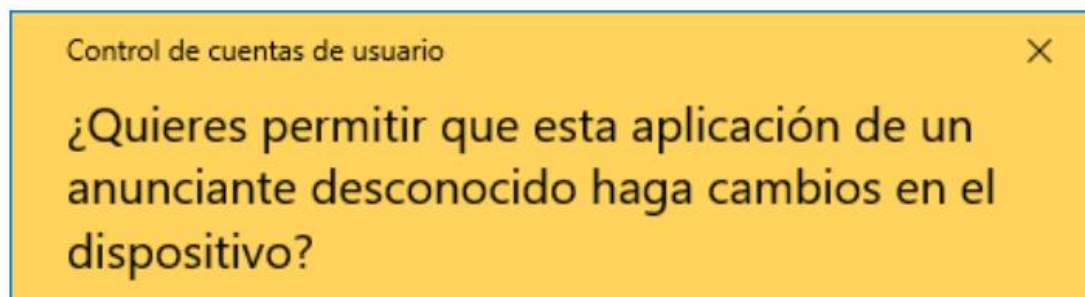 Control de cuentas de usuario
¿Quieres permitir que esta aplicación de un
anunciante desconocido haga cambios en el
dispositivo?